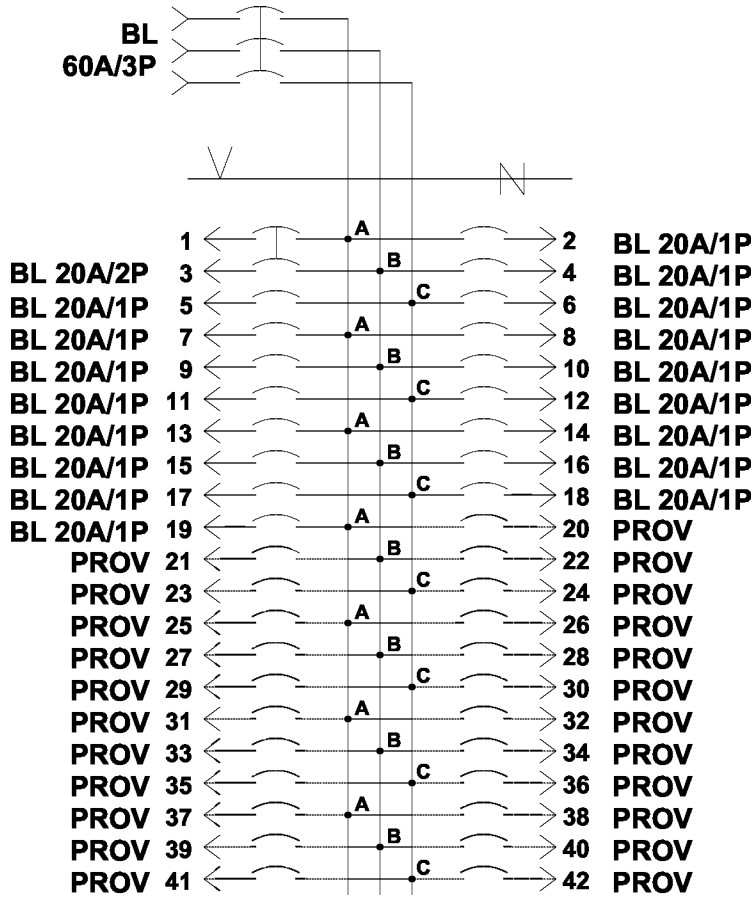 BL
60A/3P
V N
1 A 2 BL 20A/1P
BL 20A/2P 3 B 4 BL 20A/1P
BL 20A/1P 5 C 6 BL 20A/1P
BL 20A/1P 7 A 8 BL 20A/1P
BL 20A/1P 9 B 10 BL 20A/1P
BL 20A/1P 11 C 12 BL 20A/1P
BL 20A/1P 13 A 14 BL 20A/1P
BL 20A/1P 15 B 16 BL 20A/1P
BL 20A/1P 17 C 18 BL 20A/1P
BL 20A/1P 19 A 20 PROV
PROV 21 B 22 PROV
PROV 23 C 24 PROV
PROV 25 A 26 PROV
PROV 27 B 28 PROV
PROV 29 C 30 PROV
PROV 31 A 32 PROV
PROV 33 B 34 PROV
PROV 35 C 36 PROV
PROV 37 A 38 PROV
PROV 39 B 40 PROV
PROV 41 C 42 PROV